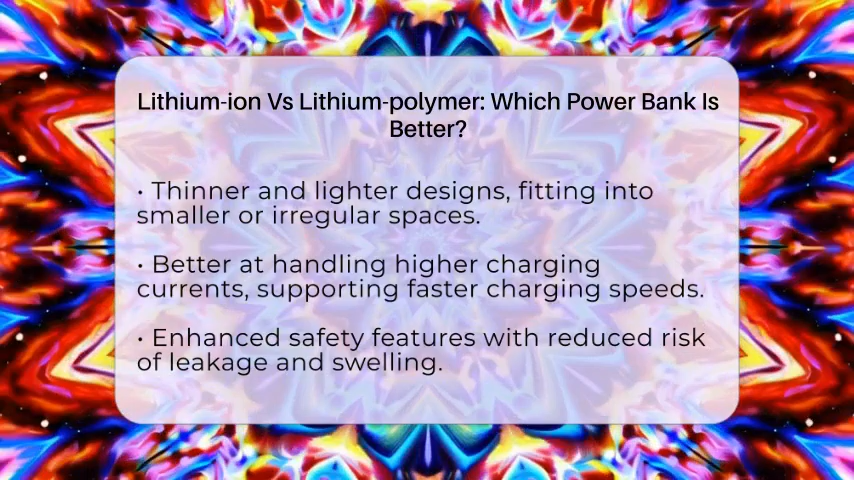 Lithium-ion Vs Lithium-polymer: Which Power Bank Is
Better?
• Thinner and lighter designs, fitting into
smaller or irregular spaces.
• Better at handling higher charging
currents, supporting faster charging speeds.
• Enhanced safety features with reduced risk
of leakage and swelling.